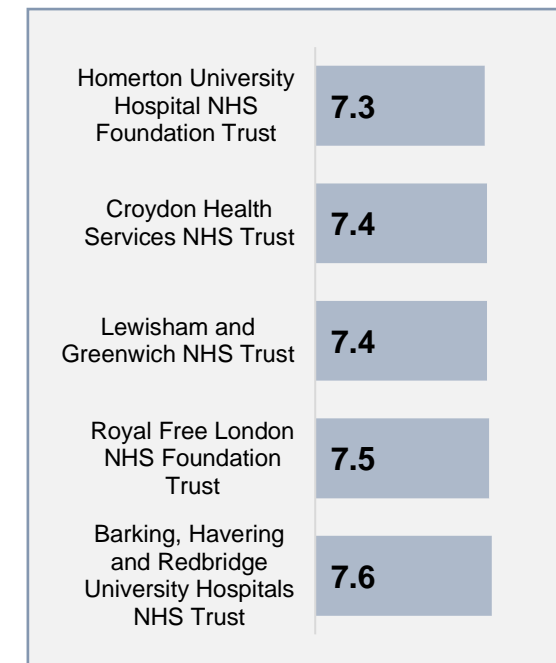 Homerton University
Hospital NHS
Foundation Trust
7.3
Croydon Health
Services NHS Trust
7.4
Lewisham and
Greenwich NHS Trust
7.4
Royal Free London
NHS Foundation
Trust
7.5
Barking, Havering
and Redbridge
University Hospitals
NHS Trust
7.6